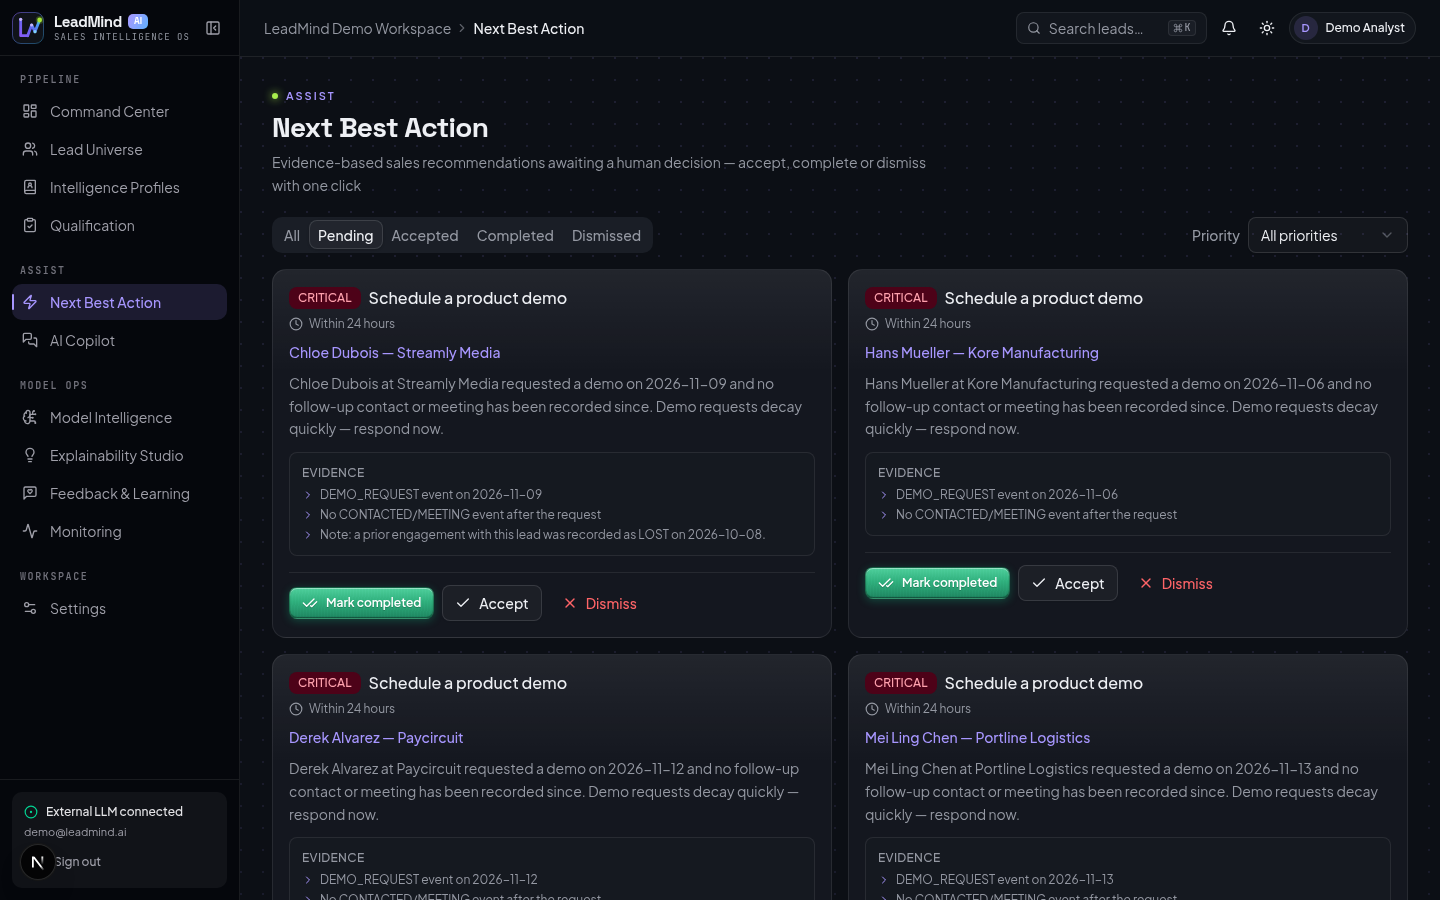 LeadMind AI
SALES INTELLIGENCE OS
LeadMind Demo Workspace > Next Best Action
Search leads...
⌘K
D
Demo Analyst
PIPELINE
Command Center
Lead Universe
Intelligence Profiles
Qualification
ASSIST
Next Best Action
AI Copilot
MODEL OPS
Model Intelligence
Explainability Studio
Feedback & Learning
Monitoring
WORKSPACE
Settings
External LLM connected
demo@leadmind.ai
N
Sign out
ASSIST
Next Best Action
Evidence-based sales recommendations awaiting a human decision — accept, complete or dismiss
with one click
All Pending Accepted Completed Dismissed
Priority All priorities
CRITICAL Schedule a product demo
Within 24 hours
Chloe Dubois — Streamly Media
Chloe Dubois at Streamly Media requested a demo on 2026-11-09 and no
follow-up contact or meeting has been recorded since. Demo requests decay
quickly — respond now.
EVIDENCE
DEMO_REQUEST event on 2026-11-09
No CONTACTED/MEETING event after the request
Note: a prior engagement with this lead was recorded as LOST on 2026-10-08.
Mark completed Accept Dismiss
CRITICAL Schedule a product demo
Within 24 hours
Hans Mueller — Kore Manufacturing
Hans Mueller at Kore Manufacturing requested a demo on 2026-11-06 and no
follow-up contact or meeting has been recorded since. Demo requests decay
quickly — respond now.
EVIDENCE
DEMO_REQUEST event on 2026-11-06
No CONTACTED/MEETING event after the request
Mark completed Accept Dismiss
CRITICAL Schedule a product demo
Within 24 hours
Derek Alvarez — Paycircuit
Derek Alvarez at Paycircuit requested a demo on 2026-11-12 and no follow-up
contact or meeting has been recorded since. Demo requests decay quickly —
respond now.
EVIDENCE
DEMO_REQUEST event on 2026-11-12
No CONTACTED/MEETING event after the request
CRITICAL Schedule a product demo
Within 24 hours
Mei Ling Chen — Portline Logistics
Mei Ling Chen at Portline Logistics requested a demo on 2026-11-13 and no
follow-up contact or meeting has been recorded since. Demo requests decay
quickly — respond now.
EVIDENCE
DEMO_REQUEST event on 2026-11-13
No CONTACTED/MEETING event after the request